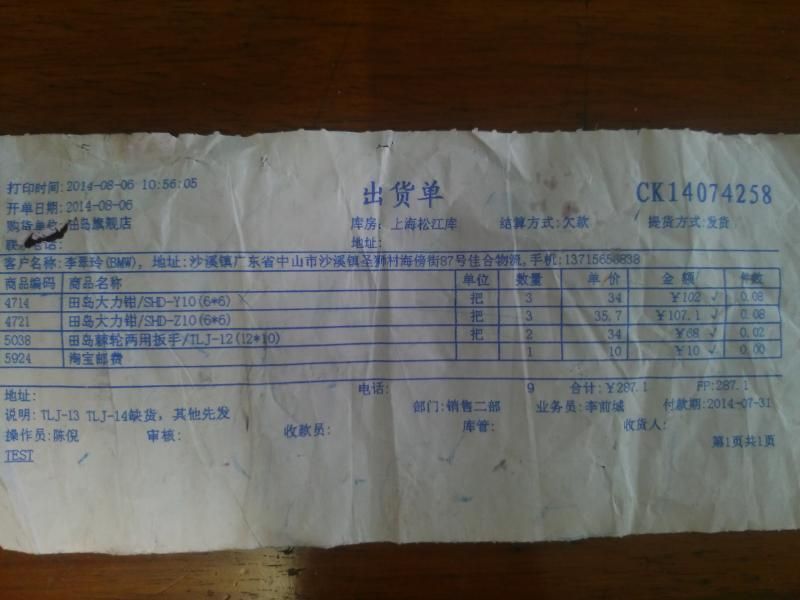 打印时间:2014-08-06 10:56:05 出货单 CK14074258
开单日期:2014-08-06
购货单位:田岛旗舰店 库房: 上海松江库 结算方式:欠款 提货方式:发货
联 电话: 地址:
客户名称:李翠玲(BMW), 地址:沙溪镇广东省中山市沙溪镇圣狮村海傍街87号佳合物流,手机:13715656838
商品编码 商品名称 单位 数量 单价 金额 件数
4714 田岛大力钳/SHD-Y10(6*6) 把 3 34 ¥102 √ 0.08
4721 田岛大力钳/SHD-Z10(6*6) 把 3 35.7 ¥107.1 √ 0.08
5038 田岛棘轮两用扳手/TLJ-12(12*10) 把 2 34 ¥68 √ 0.02
5924 淘宝邮费 1 10 ¥10 √ 0.00
地址: 电话: 9 合计:¥287.1 FP:287.1
说明: TLJ-13 TLJ-14缺货, 其他先发 部门:销售二部 业务员:李前城 付款期:2014-07-31
操作员:陈倪 审核: 收款员: 库管: 收货人:
TEST 第1页共1页